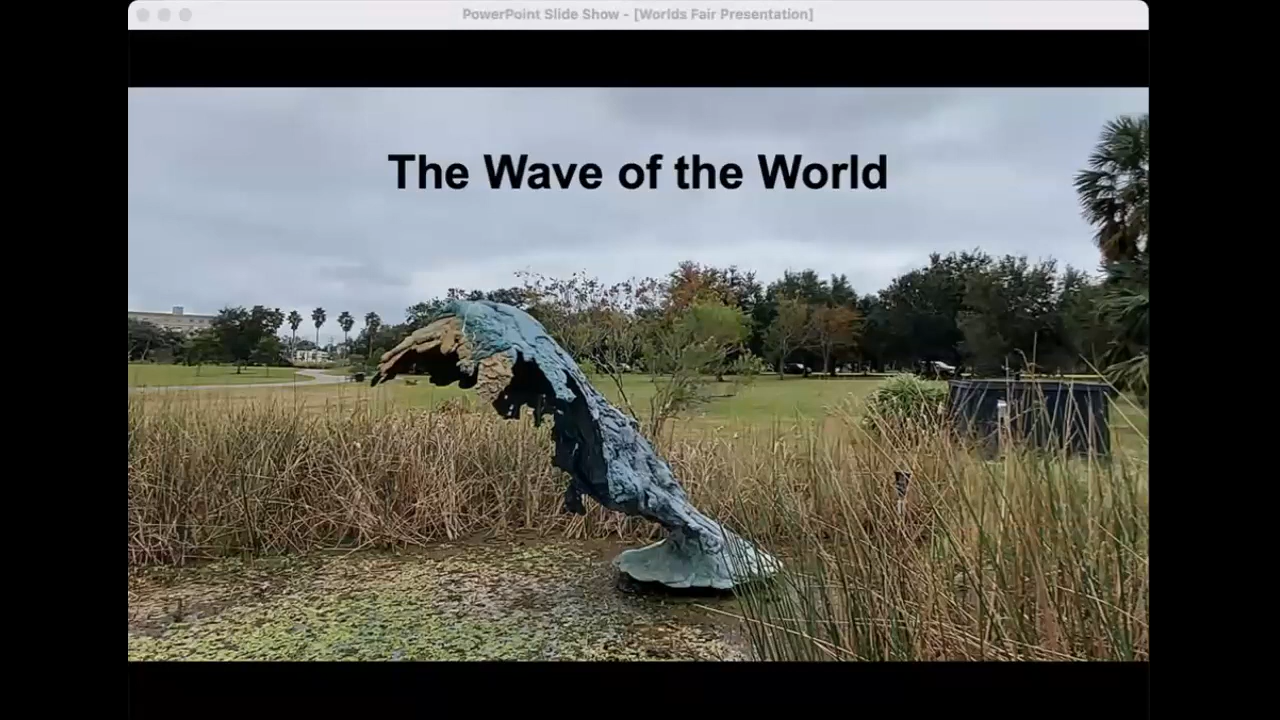 PowerPoint Slide Show - [Worlds Fair Presentation]
The Wave of the World